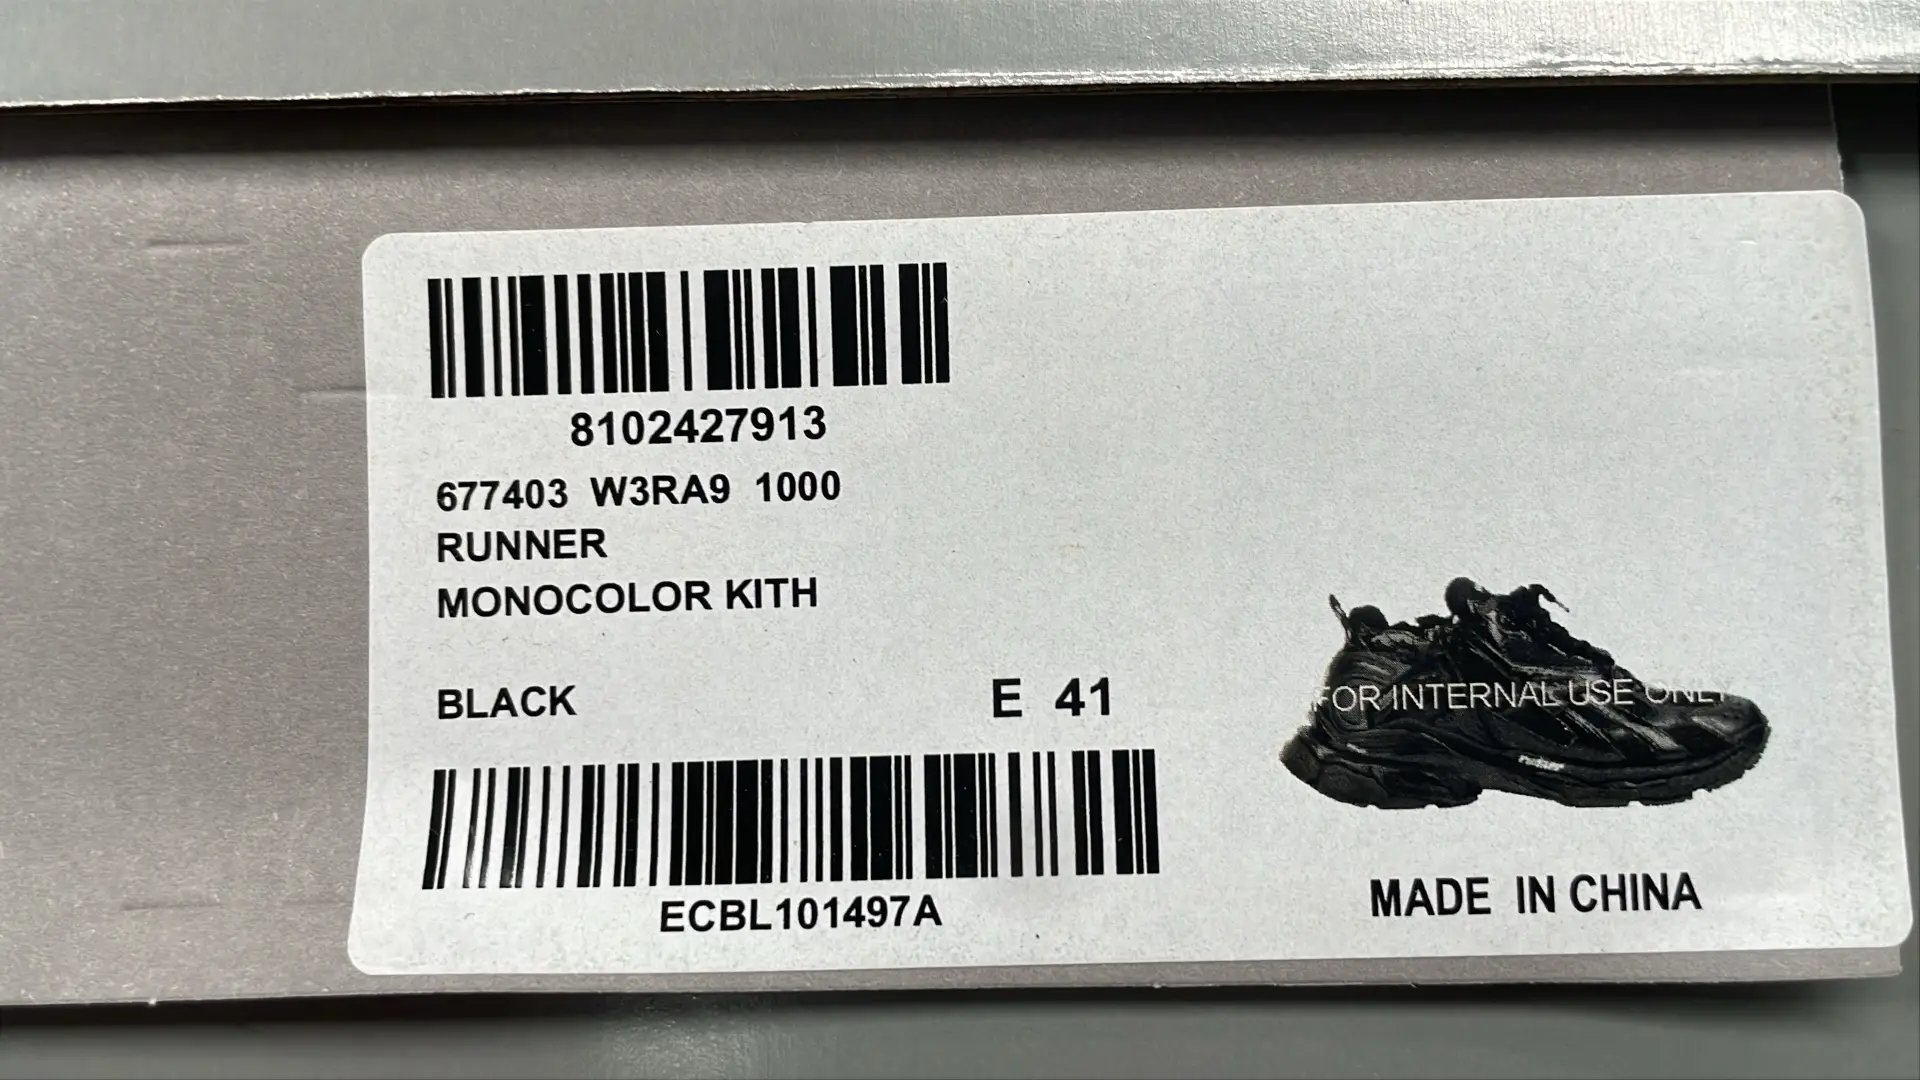 8102427913
677403 W3RA9 1000
RUNNER
MONOCOLOR KITH
BLACK
E 41
FOR INTERNAL USE ONLY
ECBL101497A
MADE IN CHINA